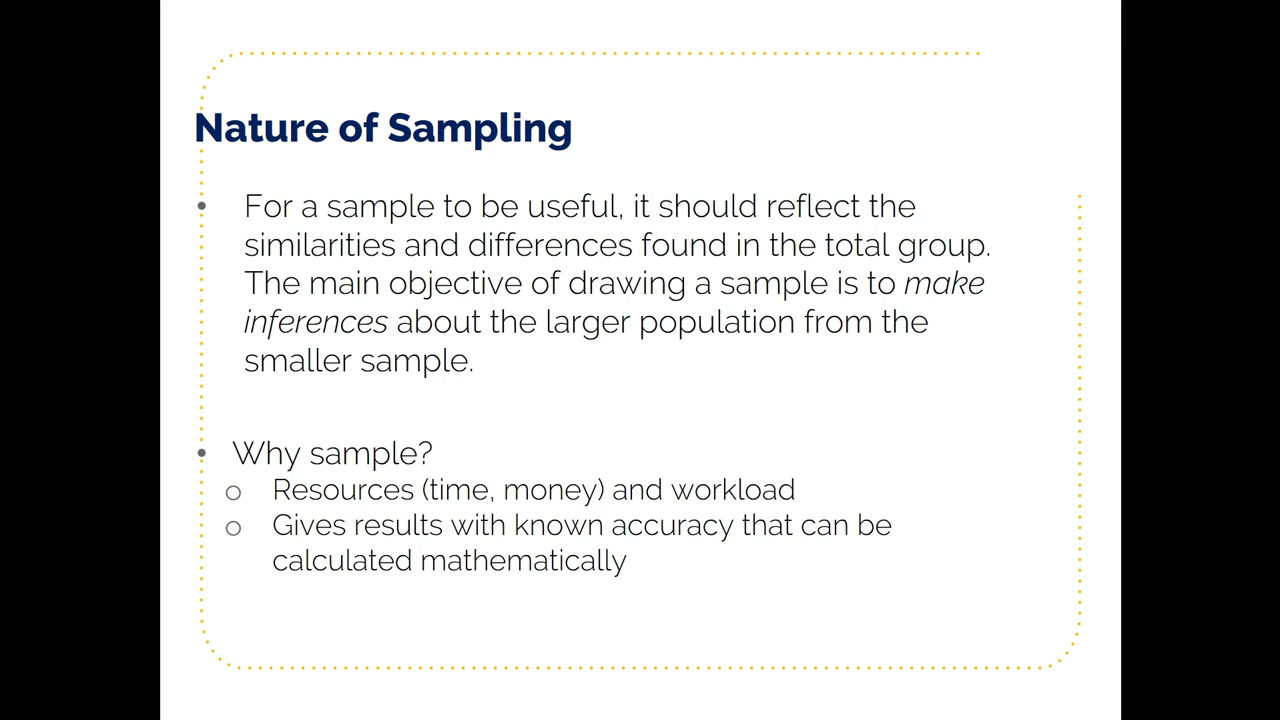 Nature of Sampling
• For a sample to be useful, it should reflect the
similarities and differences found in the total group.
The main objective of drawing a sample is to make
inferences about the larger population from the
smaller sample.
• Why sample?
o Resources (time, money) and workload
o Gives results with known accuracy that can be
calculated mathematically